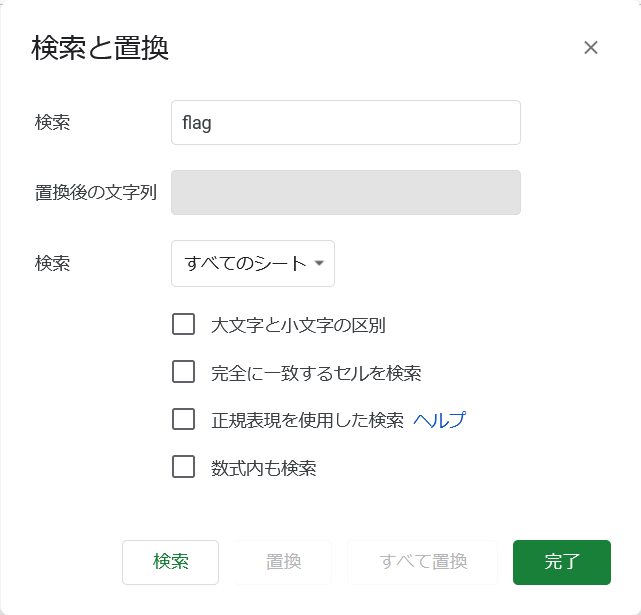 検索と置換
検索
flag
置換後の文字列
検索
すべてのシート
大文字と小文字の区別
完全に一致するセルを検索
正規表現を使用した検索 ヘルプ
数式内も検索
検索 置換 すべて置換 完了